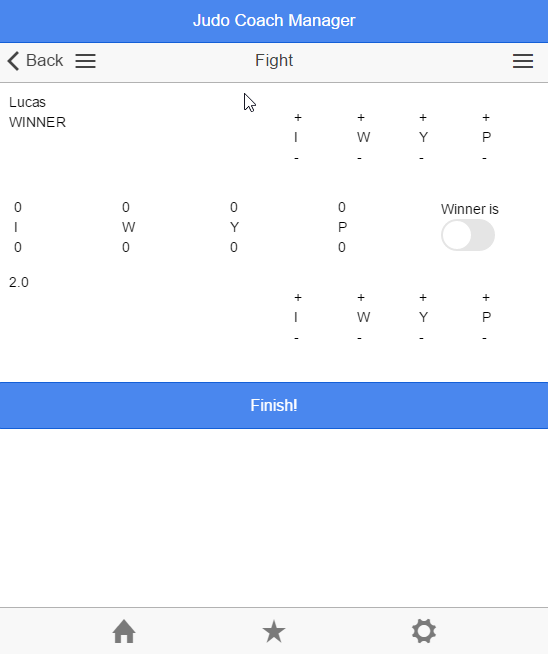 Judo Coach Manager
Back
Fight
Lucas
WINNER
+ + + +
I W Y P
- - - -
0 0 0 0
I W Y P
0 0 0 0
Winner is
2.0
+ + + +
I W Y P
- - - -
Finish!